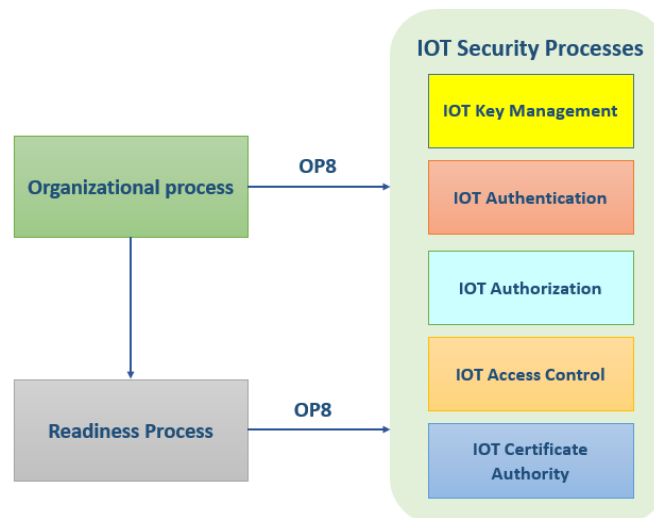 IOT Security Processes
IOT Key Management
OP8
Organizational process
IOT Authentication
IOT Authorization
IOT Access Control
OP8
Readiness Process
IOT Certificate
Authority